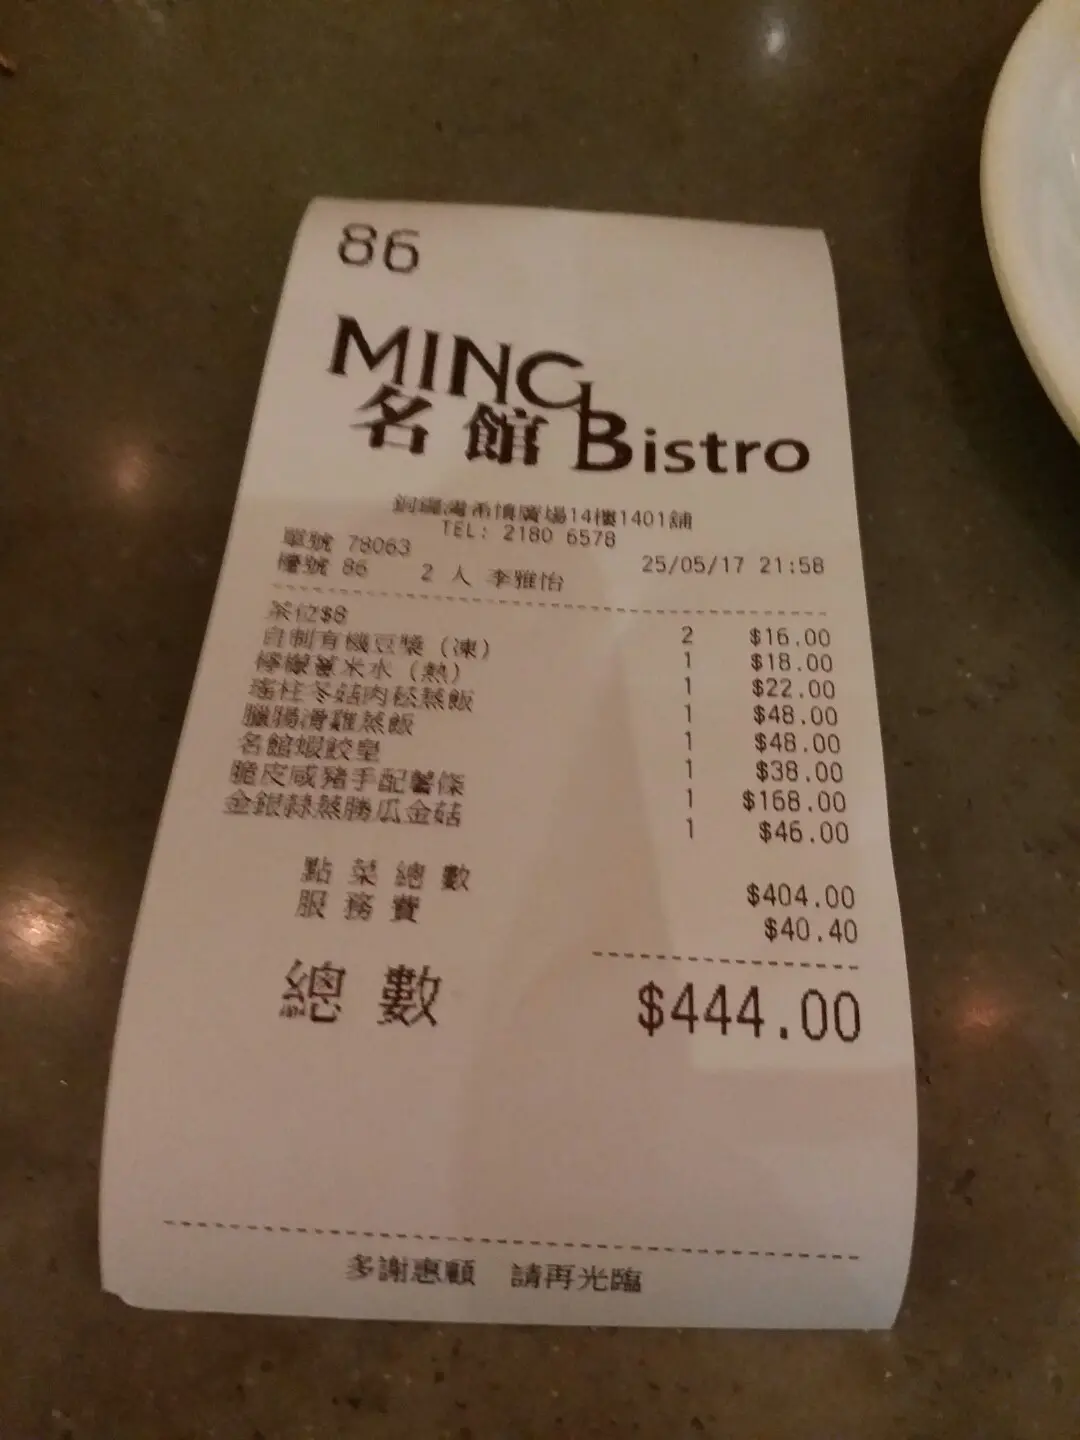 86
MING
名館 Bistro
銅鑼灣希慎廣場14樓1401舖
TEL: 2180 6578
單號 78063 25/05/17 21:58
檯號 86 2 人 李雅怡
茶位$8 2 $16.00
自制有機豆漿 (凍) 1 $18.00
檸檬薏米水 (熱) 1 $22.00
瑤柱冬菇肉松蒸飯 1 $48.00
臘腸滑雞蒸飯 1 $48.00
名館蝦餃皇 1 $38.00
脆皮咸豬手配薯條 1 $168.00
金銀蒜蒸勝瓜金菇 1 $46.00
點菜總數 $404.00
服務費 $40.40
總數 $444.00
多謝惠顧 請再光臨